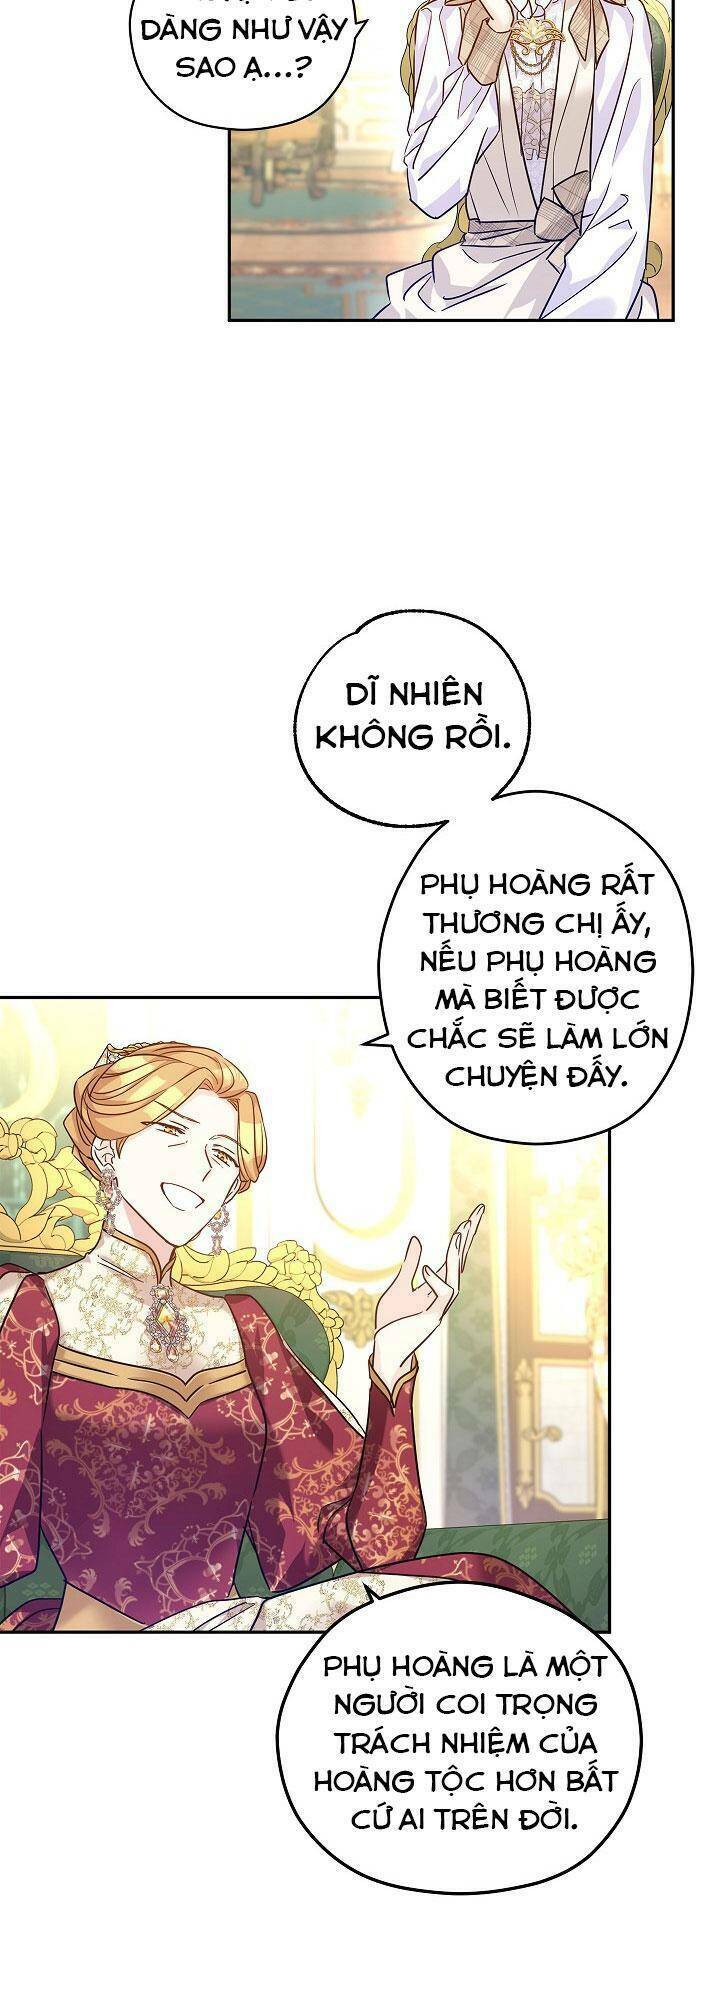 DÀNG NHƯ VẬY
SAO Ạ...?
DĨ NHIÊN
KHÔNG RỒI.
PHỤ HOÀNG RẤT
THƯƠNG CHỊ ẤY,
NẾU PHỤ HOÀNG
MÀ BIẾT ĐƯỢC
CHẮC SẼ LÀM LỚN
CHUYỆN ĐẤY.
PHỤ HOÀNG LÀ MỘT
NGƯỜI COI TRỌNG
TRÁCH NHIỆM CỦA
HOÀNG TỘC HƠN BẤT
CỨ AI TRÊN ĐỜI.